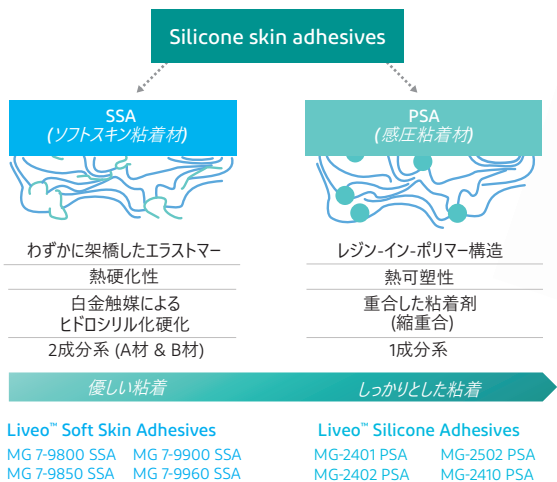 Silicone skin adhesives
SSA
(ソフトスキン粘着材)
PSA
(感圧粘着材)
わずかに架橋したエラストマー
レジン-イン-ポリマー構造
熱硬化性
熱可塑性
白金触媒による
ヒドロシリル化硬化
重合した粘着剤
(縮重合)
2成分系 (A材 & B材)
1成分系
優しい粘着
しっかりとした粘着
Liveo™ Soft Skin Adhesives
MG 7-9800 SSA MG 7-9900 SSA
MG 7-9850 SSA MG 7-9960 SSA
Liveo™ Silicone Adhesives
MG-2401 PSA MG-2502 PSA
MG-2402 PSA MG-2410 PSA